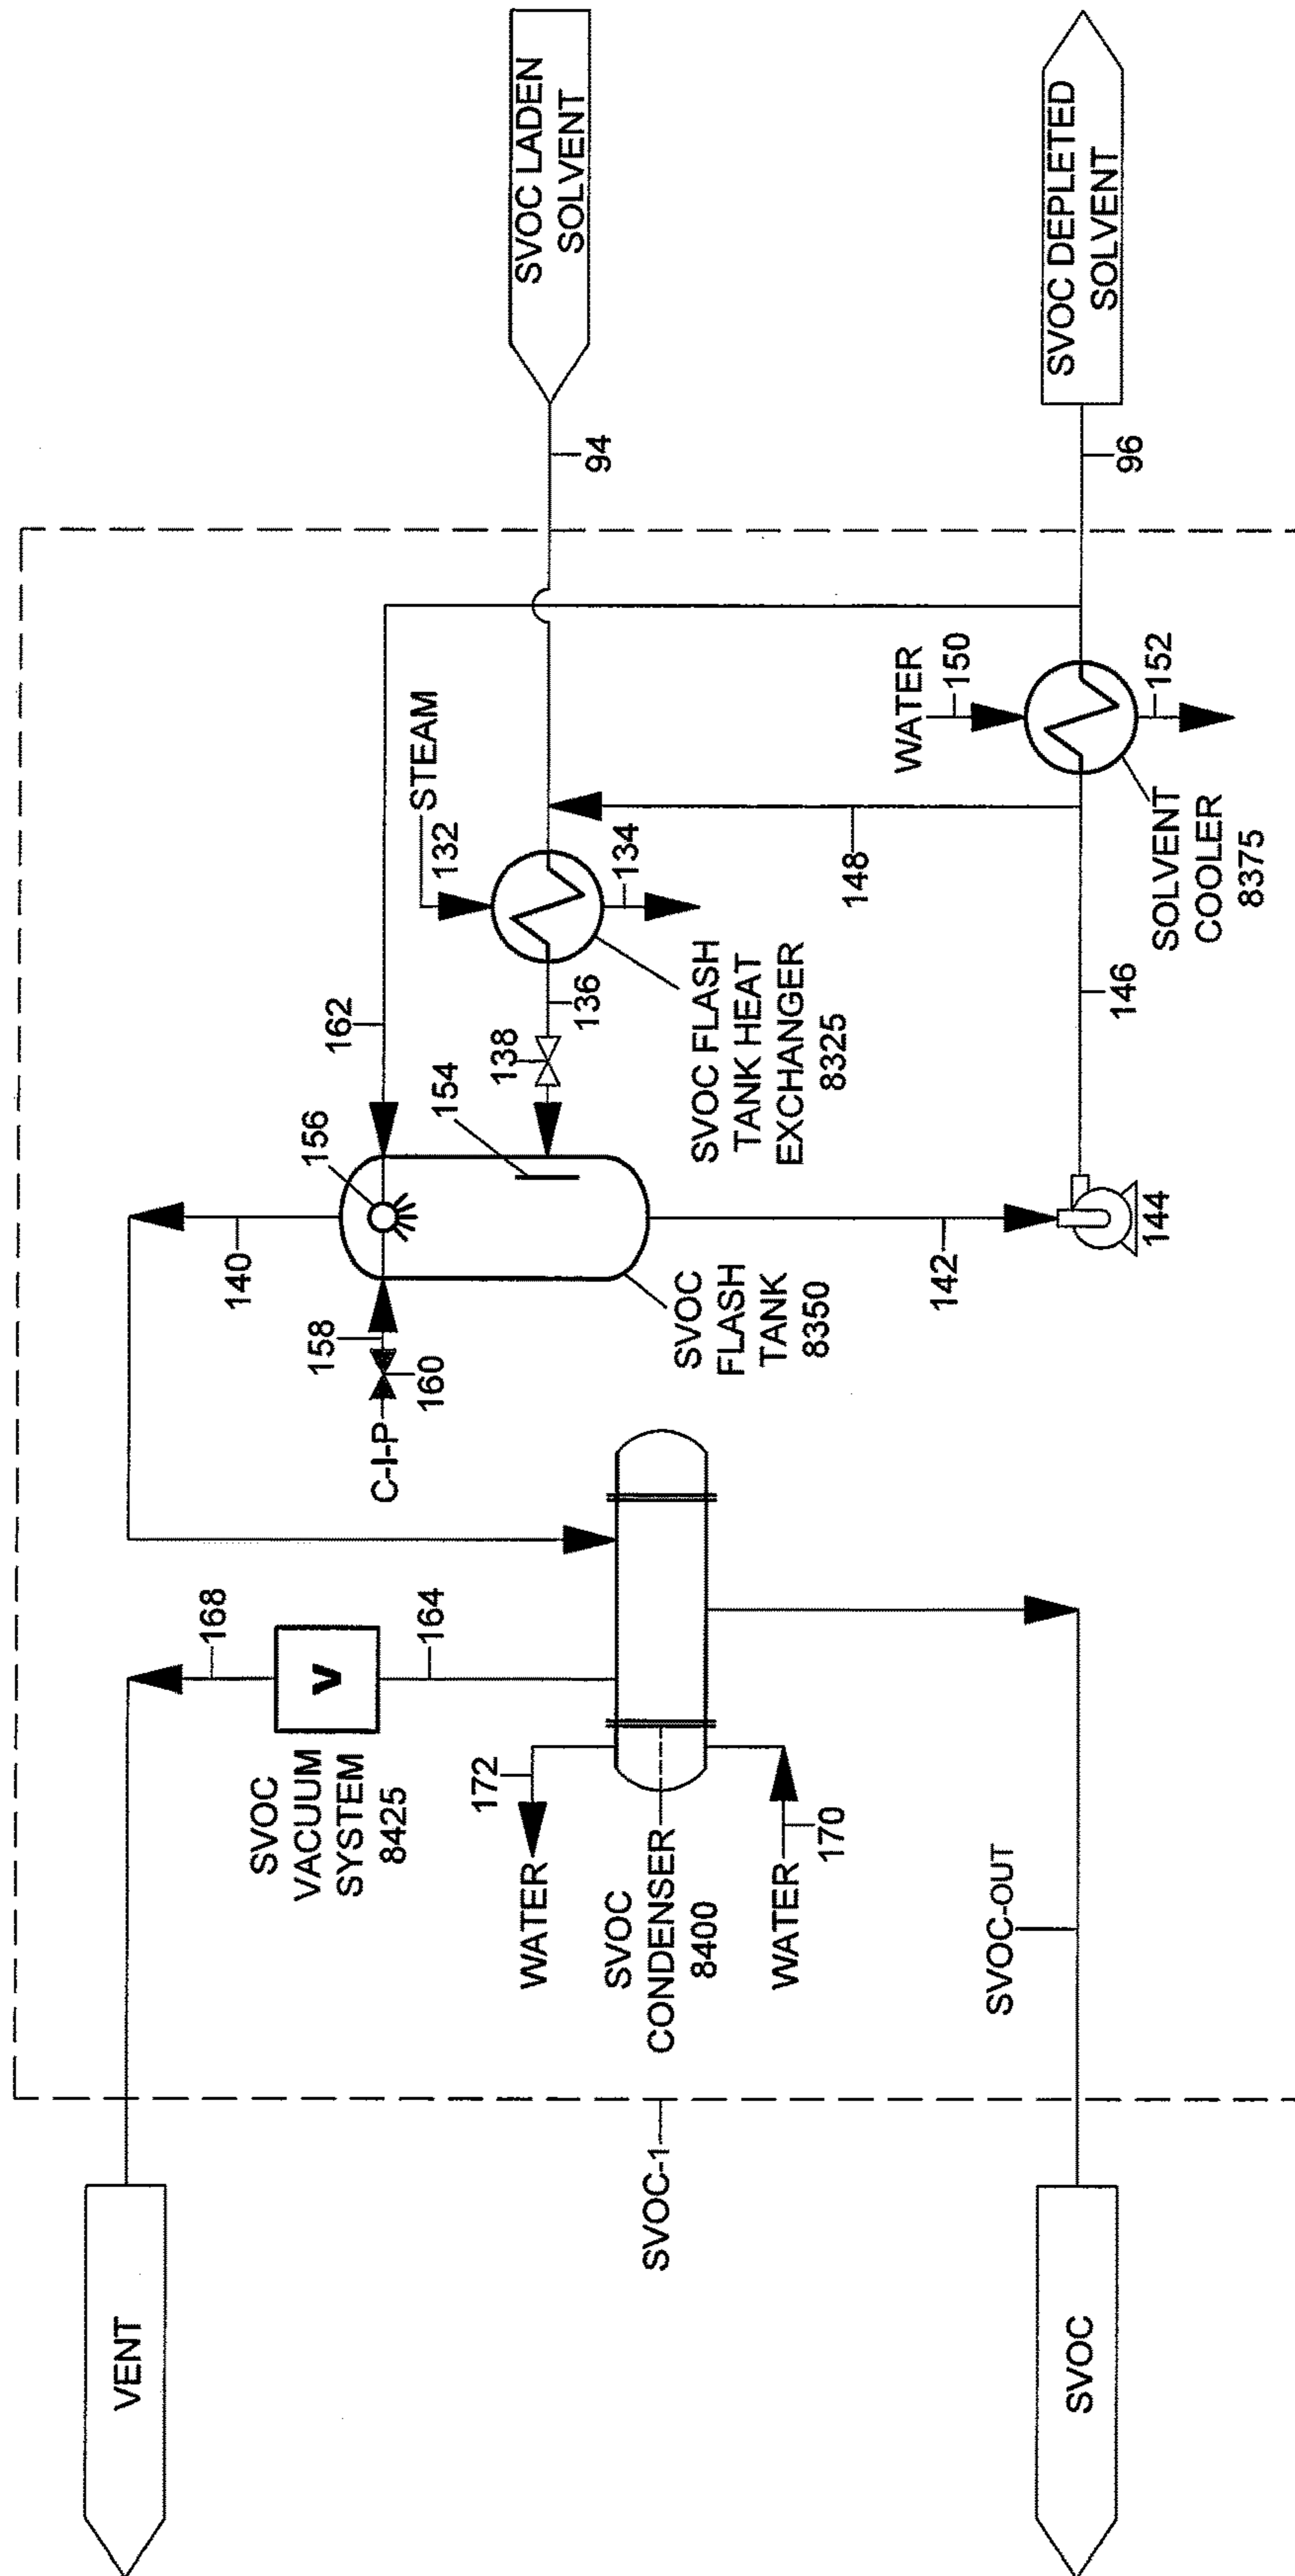 VENT
168
SVOC
VACUUM
SYSTEM
8425
V
164
172
WATER
SVOC
CONDENSER
8400
WATER
170
SVOC-1
SVOC-OUT
SVOC
140
158
160
C-I-P
156
162
154
138
136
STEAM
132
134
SVOC FLASH
TANK HEAT
EXCHANGER
8325
SVOC
FLASH
TANK
8350
142
144
146
148
WATER
150
152
SOLVENT
COOLER
8375
94
SVOC LADEN
SOLVENT
96
SVOC DEPLETED
SOLVENT